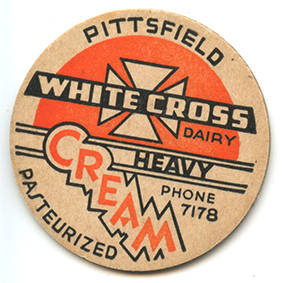 PITTSFIELD
WHITE CROSS
DAIRY
HEAVY
CREAM
PHONE
7178
PASTEURIZED